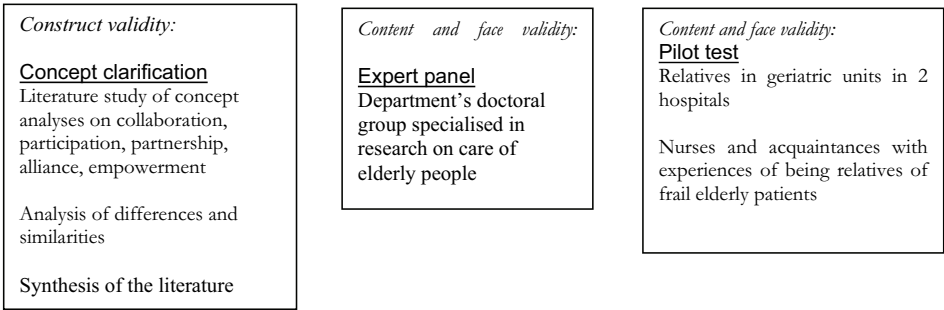 Construct validity:
Concept clarification
Literature study of concept
analyses on collaboration,
participation, partnership,
alliance, empowerment
Analysis of differences and
similarities
Synthesis of the literature
Content and face validity:
Expert panel
Department's doctoral
group specialised in
research on care of
elderly people
Content and face validity:
Pilot test
Relatives in geriatric units in 2
hospitals
Nurses and acquaintances with
experiences of being relatives of
frail elderly patients